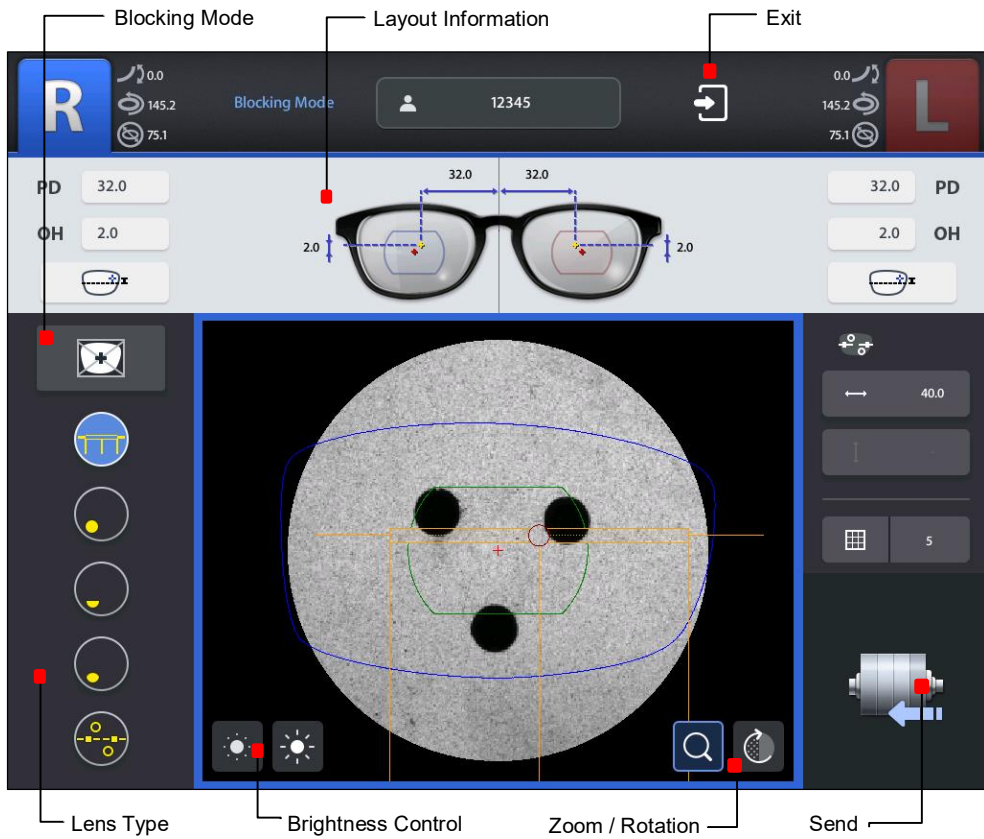 Blocking Mode
Layout Information
Exit
R
0.0
145.2
75.1
Blocking Mode
12345
0.0
145.2
75.1
L
PD 32.0
OH 2.0
32.0 32.0
2.0
2.0
32.0 PD
2.0 OH
40.0
-
5
Lens Type
Brightness Control
Zoom / Rotation
Send